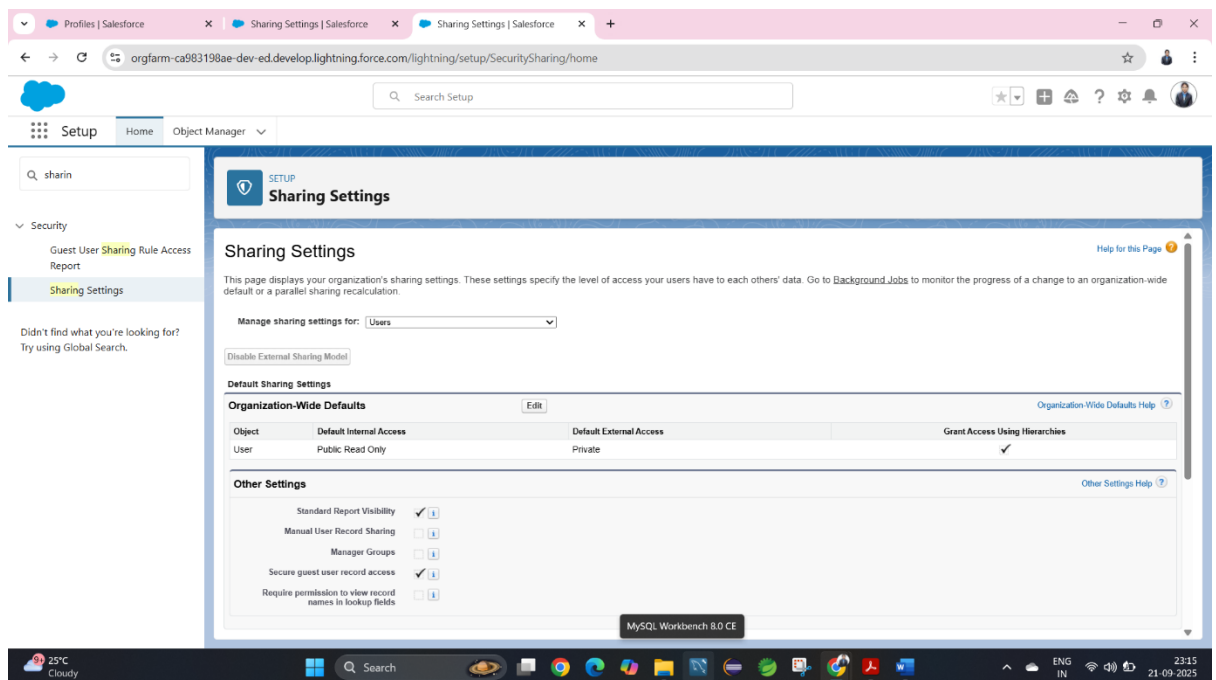 Profiles | Salesforce
Sharing Settings | Salesforce
Sharing Settings | Salesforce
orgfarm-ca983198ae-dev-ed.develop.lightning.force.com/lightning/setup/SecuritySharing/home
Search Setup
Setup
Home
Object Manager
sharin
Security
Guest User Sharing Rule Access
Report
Sharing Settings
Didn't find what you're looking for?
Try using Global Search.
SETUP
Sharing Settings
Sharing Settings
Help for this Page
This page displays your organization's sharing settings. These settings specify the level of access your users have to each others' data. Go to Background Jobs to monitor the progress of a change to an organization-wide
default or a parallel sharing recalculation.
Manage sharing settings for: Users
Disable External Sharing Model
Default Sharing Settings
Organization-Wide Defaults Edit Organization-Wide Defaults Help ?
Object Default Internal Access Default External Access Grant Access Using Hierarchies
User Public Read Only Private
Other Settings Other Settings Help ?
Standard Report Visibility
Manual User Record Sharing
Manager Groups
Secure guest user record access
Require permission to view record
names in lookup fields
MySQL Workbench 8.0 CE
9+
25°C
Cloudy
Search
ENG
IN
23:15
21-09-2025